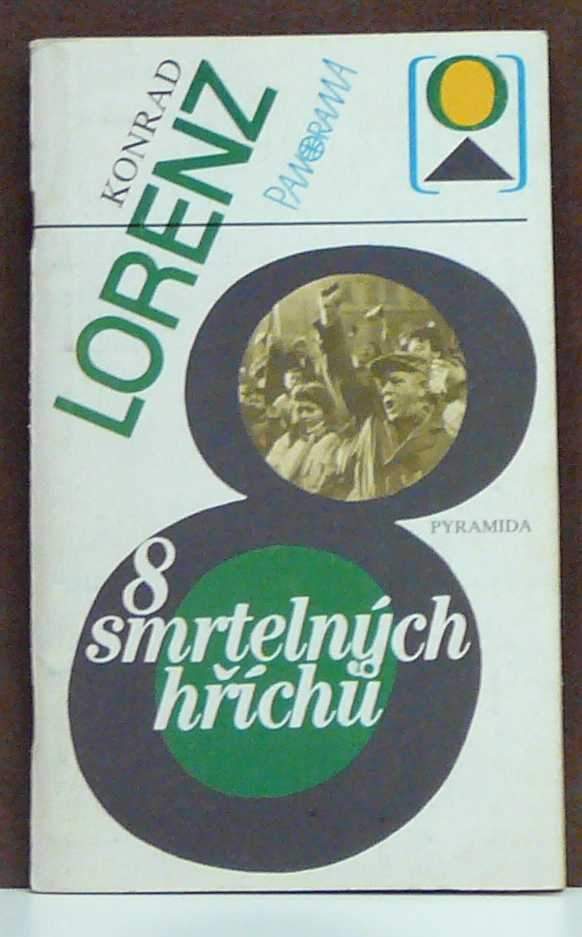 KONRAD
LORENZ
PANORAMA
PYRAMIDA
8
smrtelných
hříchů